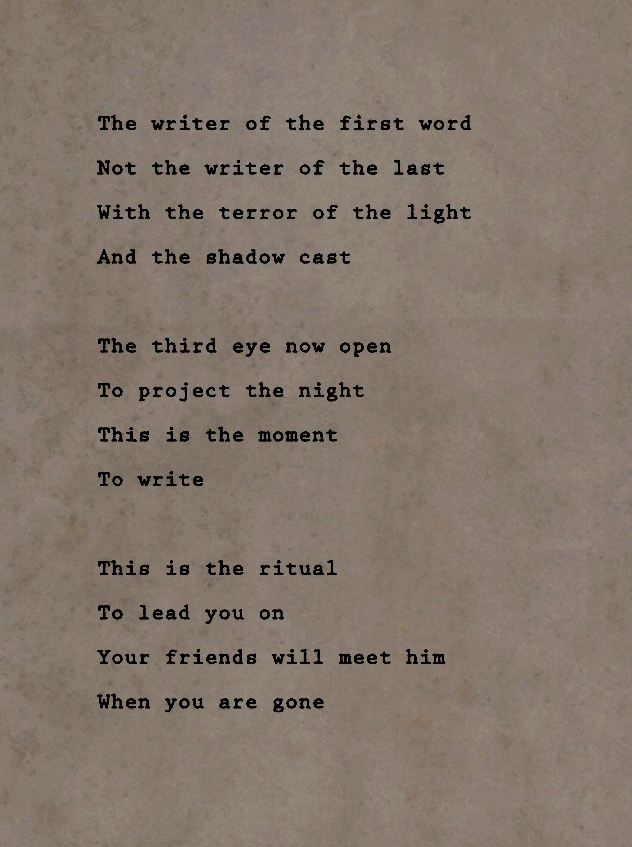 The writer of the first word
Not the writer of the last
With the terror of the light
And the shadow cast
The third eye now open
To project the night
This is the moment
To write
This is the ritual
To lead you on
Your friends will meet him
When you are gone